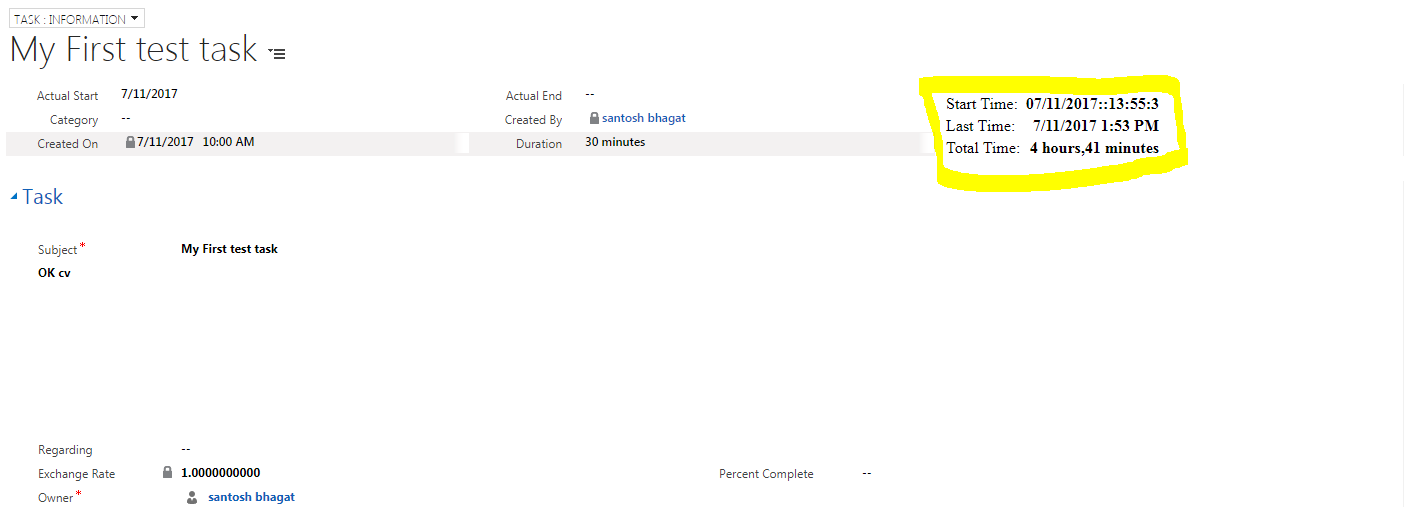 TASK : INFORMATION
My First test task
Actual Start 7/11/2017 Actual End --
Category -- Created By santosh bhagat
Created On 7/11/2017 10:00 AM Duration 30 minutes
Start Time: 07/11/2017::13:55:3
Last Time: 7/11/2017 1:53 PM
Total Time: 4 hours,41 minutes
Task
Subject * My First test task
OK cv
Regarding --
Exchange Rate 1.0000000000 Percent Complete --
Owner * santosh bhagat